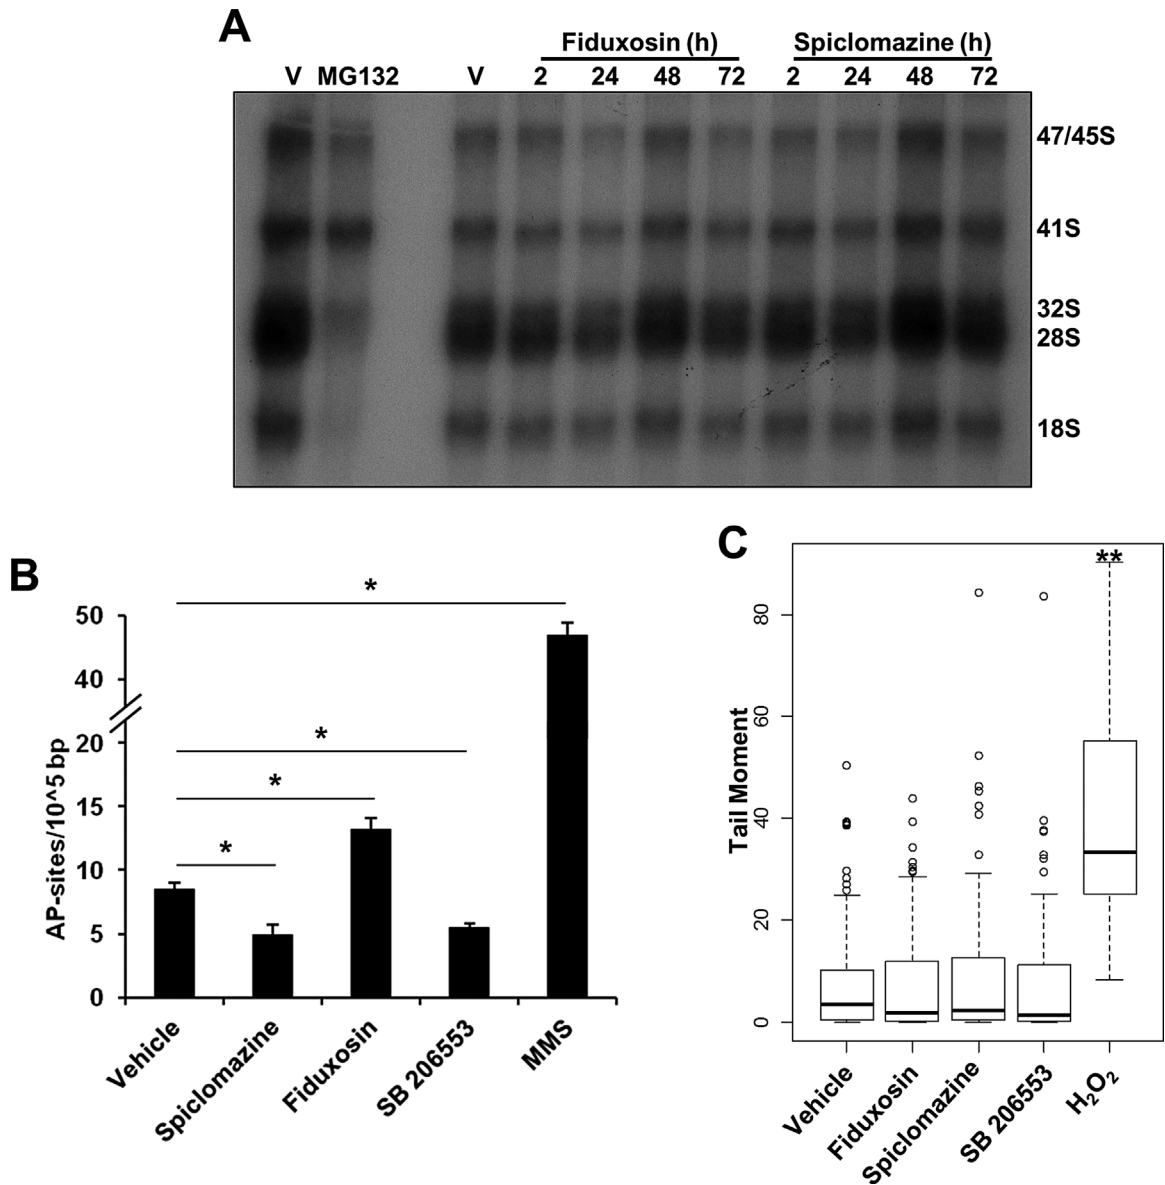 A
Fiduxosin (h) Spiclomazine (h)
V MG132 V 2 24 48 72 2 24 48 72
47/45S
41S
32S
28S
18S
B
AP-sites/10^5 bp
50
40
20
15
10
5
0
* * * *
Vehicle
Spiclomazine
Fiduxosin
SB 206553
MMS
C
Tail Moment
80
60
40
20
0
**
Vehicle
Fiduxosin
Spiclomazine
SB 206553
H₂O₂